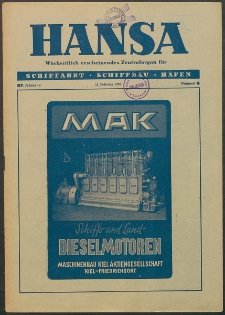 HANSA
Wöchentlich erscheinendes Zentralorgan für
SCHIFFAHRT · SCHIFFBAU · HAFEN
MAK
Schiffs- und Land-
DIESELMOTOREN
MASCHINENBAU KIEL AKTIENGESELLSCHAFT
KIEL-FRIEDRICHSORT